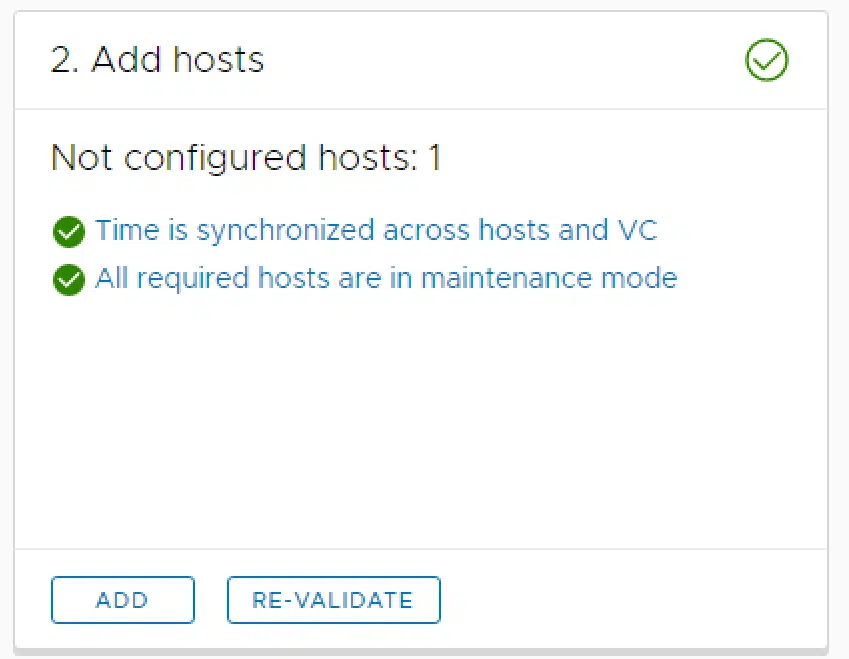 2. Add hosts
Not configured hosts: 1
Time is synchronized across hosts and VC
All required hosts are in maintenance mode
ADD
RE-VALIDATE